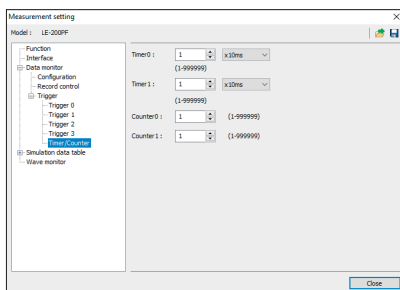 Measurement setting
Model : LE-200PF
Function
Interface
Data monitor
Configuration
Record control
Trigger
Trigger 0
Trigger 1
Trigger 2
Trigger 3
Timer/Counter
Simulation data table
Wave monitor
Timer0 : 1 x10ms
(1-999999)
Timer1 : 1 x10ms
(1-999999)
Counter0 : 1 (1-999999)
Counter1 : 1 (1-999999)
Close